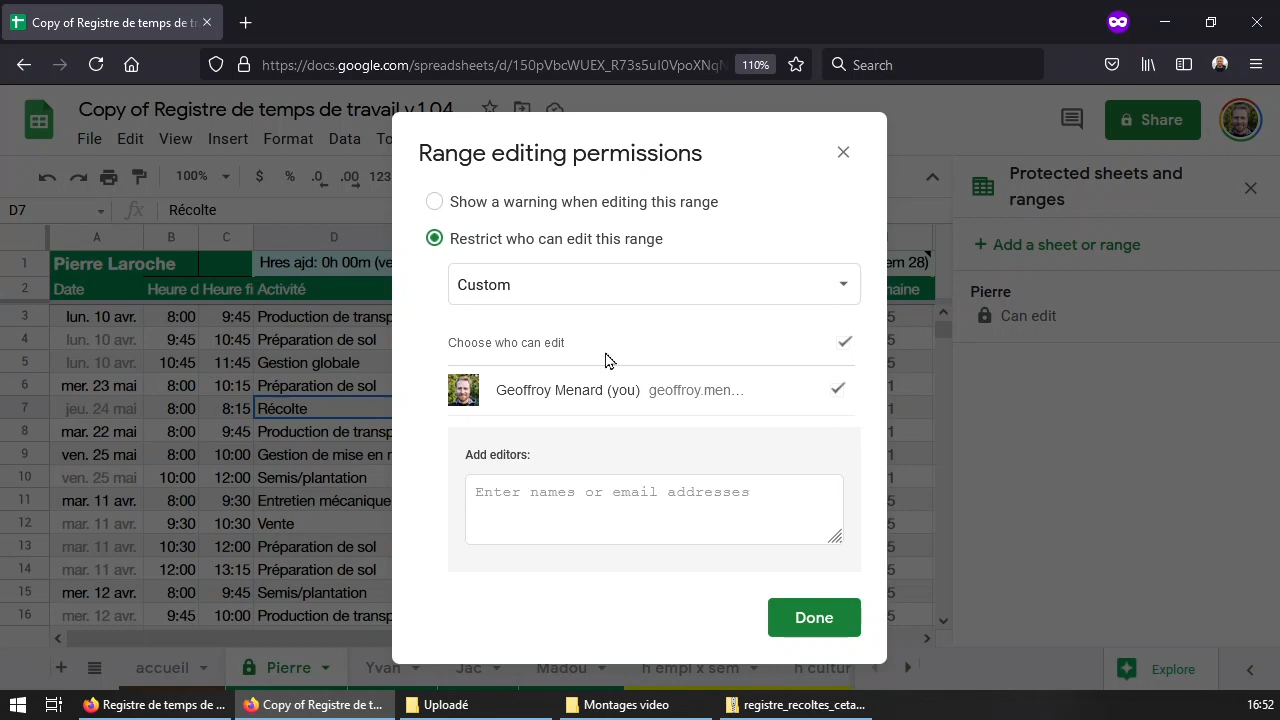 Copy of Registre de temps de tr
https://docs.google.com/spreadsheets/d/150pVbcWUEX_R73s5uI0VpoXNqN
110%
Search
Copy of Registre de temps de travail v.1.04
File Edit View Insert Format Data To
Share
100% $ % .0 .00 123
D7 fx Récolte
A B C D
1 Pierre Laroche Hres ajd: 0h 00m (ve em 28)
2 Date Heure d Heure fi Activité naine
3 lun. 10 avr. 8:00 9:45 Production de transp
4 lun. 10 avr. 9:45 10:45 Préparation de sol
5 lun. 10 avr. 10:45 11:45 Gestion globale
6 mer. 23 mai 8:00 10:15 Préparation de sol
7 jeu. 24 mai 8:00 8:15 Récolte
8 mar. 22 mai 8:00 9:45 Production de transp
9 ven. 25 mai 8:00 10:00 Gestion de mise en r
10 ven. 25 mai 10:00 12:00 Semis/plantation
11 mar. 11 avr. 8:00 9:30 Entretien mécanique
12 mar. 11 avr. 9:30 10:30 Vente
13 mar. 11 avr. 10:30 12:00 Préparation de sol
14 mar. 11 avr. 12:00 13:15 Préparation de sol
15 mer. 12 avr. 8:00 9:45 Semis/plantation
16 mer. 12 avr. 9:45 10:00 Production de transp
Range editing permissions
Show a warning when editing this range
Restrict who can edit this range
Custom
Choose who can edit
Geoffroy Menard (you) geoffroy.men...
Add editors:
Enter names or email addresses
Done
Protected sheets and
ranges
+ Add a sheet or range
Pierre
Can edit
accueil Pierre Yvan Jac Madou h empl x sem h cultur
Explore
Registre de temps de ... Copy of Registre de t... Uploadé Montages video registre_recoltes_ceta... 16:52